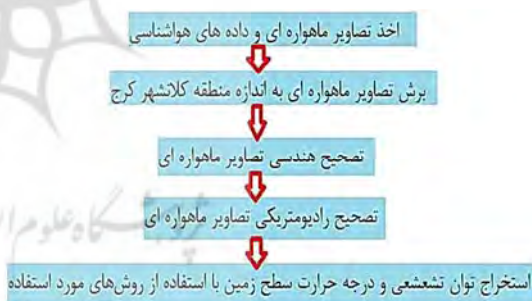 اخذ تصاویر ماهواره ای و داده های هواشناسی
برش تصاویر ماهواره ای به اندازه منطقه کلانشهر کرج
تصحیح هندسی تصاویر ماهواره ای
تصحیح رادیومتریکی تصاویر ماهواره ای
استخراج توان تشعشعی و درجه حرارت سطح زمین با استفاده از روش‌های مورد استفاده